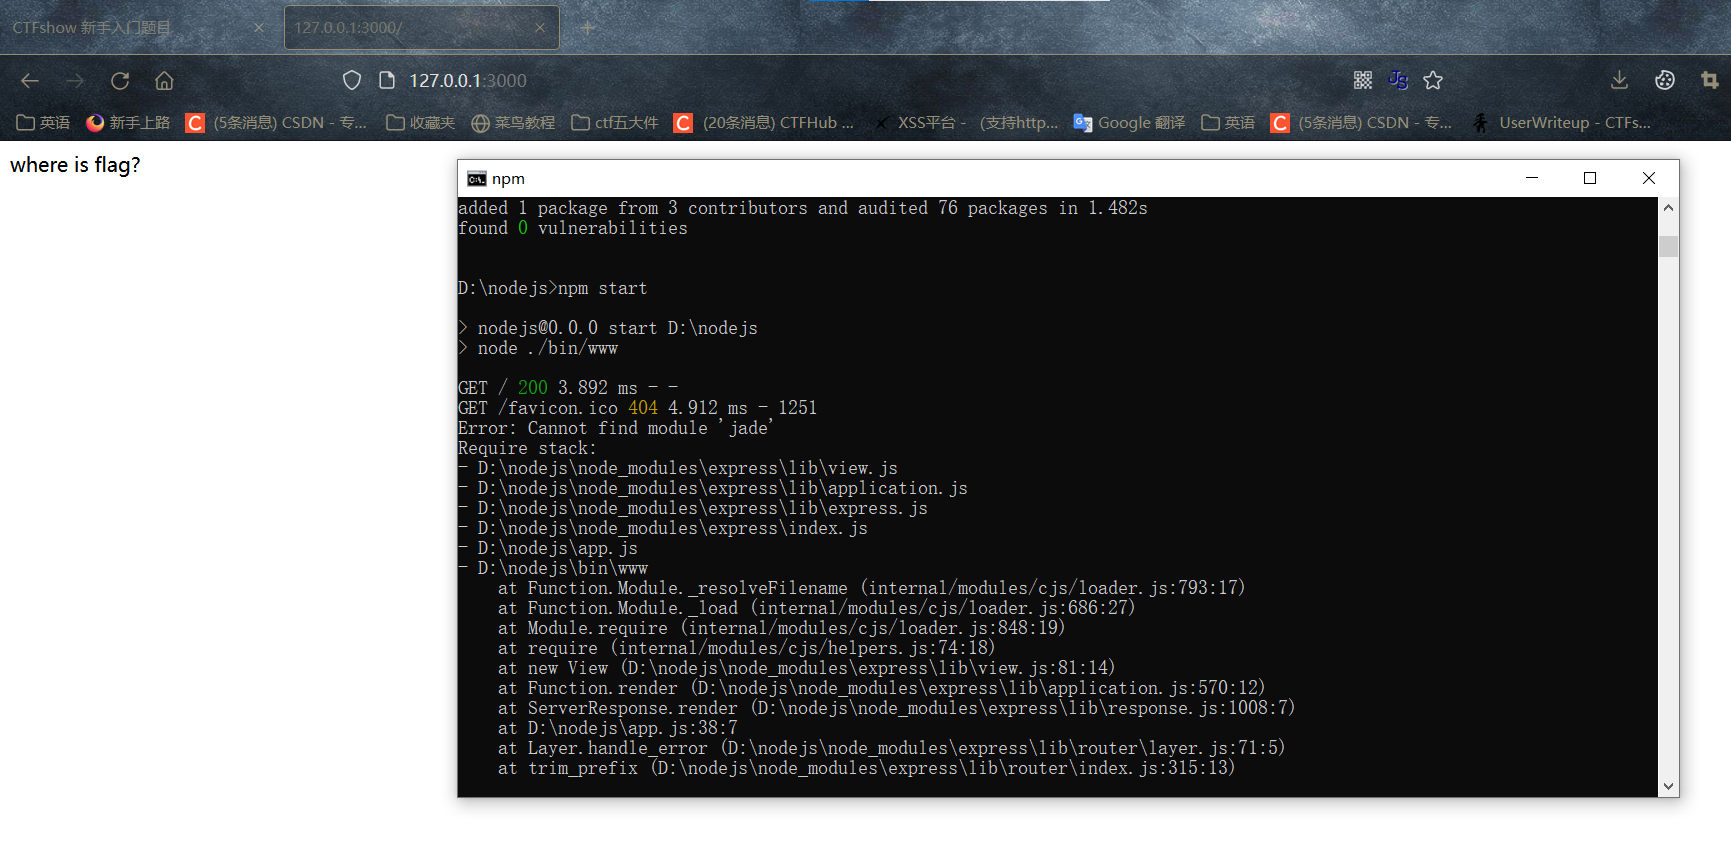 CTFshow 新手入门题目
127.0.0.1:3000/
127.0.0.1:3000
英语 新手上路 (5条消息) CSDN - 专... 收藏夹 菜鸟教程 ctf五大件 (20条消息) CTFHub ... XSS平台 - (支持http... Google 翻译 英语 (5条消息) CSDN - 专... UserWriteup - CTFs...
where is flag?
npm
added 1 package from 3 contributors and audited 76 packages in 1.482s
found 0 vulnerabilities
D:\nodejs>npm start
> nodejs@0.0.0 start D:\nodejs
> node ./bin/www
GET / 200 3.892 ms - -
GET /favicon.ico 404 4.912 ms - 1251
Error: Cannot find module 'jade'
Require stack:
- D:\nodejs\node_modules\express\lib\view.js
- D:\nodejs\node_modules\express\lib\application.js
- D:\nodejs\node_modules\express\lib\express.js
- D:\nodejs\node_modules\express\index.js
- D:\nodejs\app.js
- D:\nodejs\bin\www
at Function.Module._resolveFilename (internal/modules/cjs/loader.js:793:17)
at Function.Module._load (internal/modules/cjs/loader.js:686:27)
at Module.require (internal/modules/cjs/loader.js:848:19)
at require (internal/modules/cjs/helpers.js:74:18)
at new View (D:\nodejs\node_modules\express\lib\view.js:81:14)
at Function.render (D:\nodejs\node_modules\express\lib\application.js:570:12)
at ServerResponse.render (D:\nodejs\node_modules\express\lib\response.js:1008:7)
at D:\nodejs\app.js:38:7
at Layer.handle_error (D:\nodejs\node_modules\express\lib\router\layer.js:71:5)
at trim_prefix (D:\nodejs\node_modules\express\lib\router\index.js:315:13)